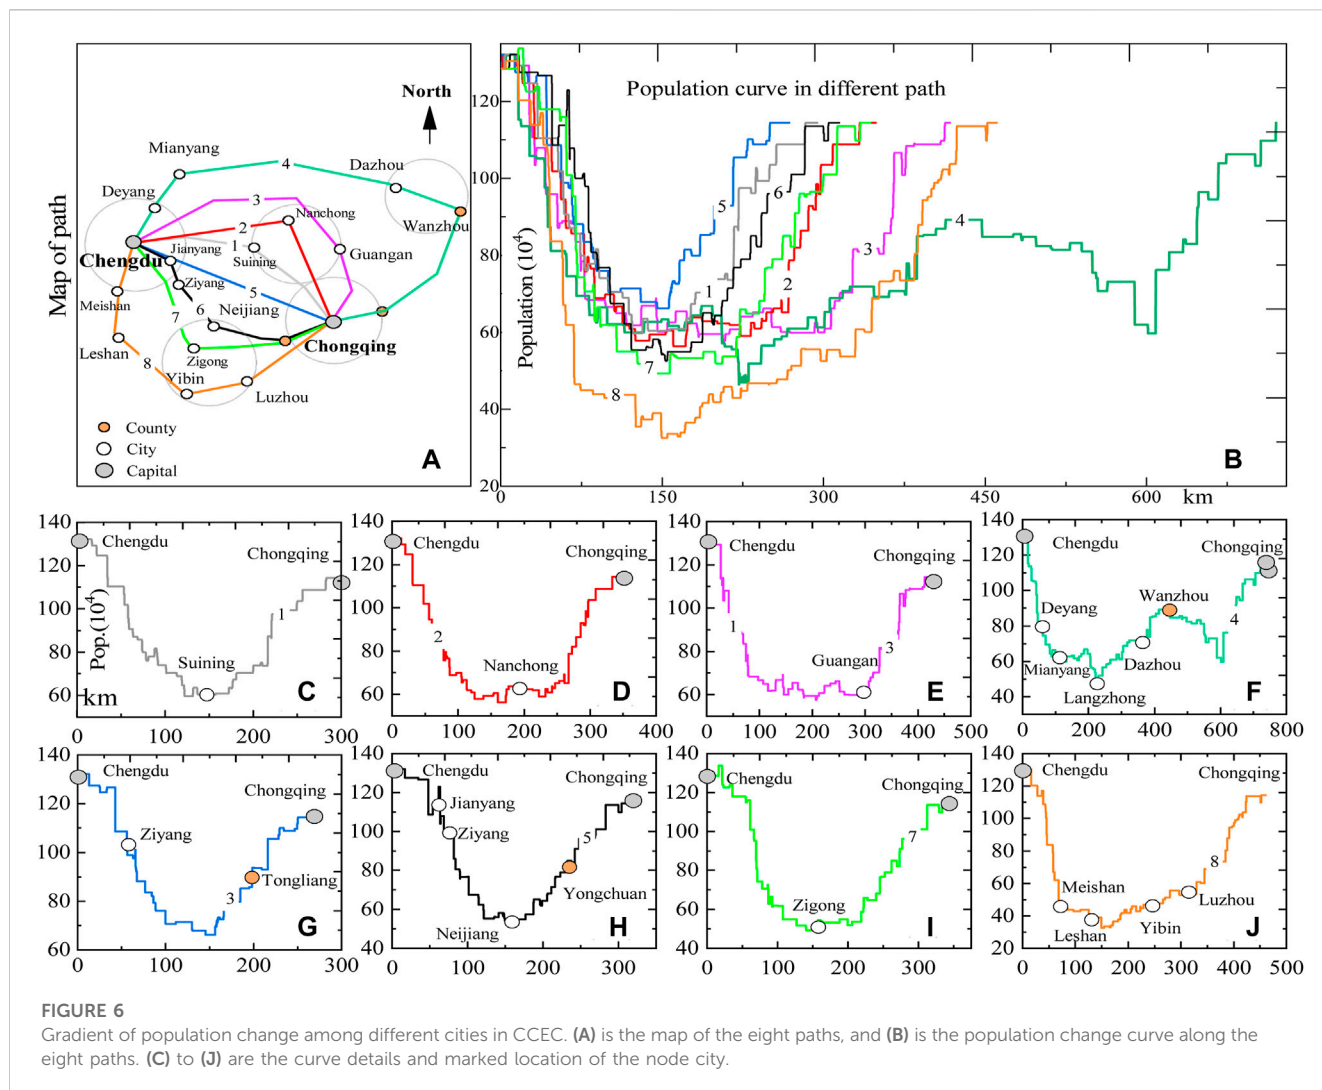 Map of path
North
Mianyang
4
Dazhou
Deyang
3
Nanchong
Wanzhou
2
1
Jianyang
Suining
Guangan
Chengdu
Ziyang
5
Meishan
6
Neijiang
7
Chongqing
Leshan
Zigong
8
Yibin
Luzhou
County
City
Capital
A
Population curve in different path
Population (10⁴)
120
100
80
60
40
20
5
6
3
4
1
2
7
8
B
0
150
300
450
600
km
140
120
100
80
60
Pop.(10⁴)
km
Chengdu
Chongqing
1
Suining
C
0
100
200
300
140
120
100
80
60
Chengdu
Chongqing
2
Nanchong
D
0
100
200
300
400
140
120
100
80
60
Chengdu
Chongqing
1
3
Guangan
E
0
100
200
300
400
500
140
120
100
80
60
40
Chengdu
Chongqing
Deyang
Wanzhou
4
Mianyang
Dazhou
Langzhong
F
0
200
400
600
800
140
120
100
80
60
Chengdu
Chongqing
Ziyang
3
Tongliang
G
0
100
200
300
140
120
100
80
60
40
Chengdu
Chongqing
Jianyang
Ziyang
5
Yongchuan
Neijiang
H
0
100
200
300
140
120
100
80
60
40
Chengdu
Chongqing
7
Zigong
I
0
100
200
300
140
120
100
80
60
40
20
Chengdu
Chongqing
8
Meishan
Luzhou
Leshan
Yibin
J
0
100
200
300
400
500
FIGURE 6
Gradient of population change among different cities in CCEC. (A) is the map of the eight paths, and (B) is the population change curve along the
eight paths. (C) to (J) are the curve details and marked location of the node city.